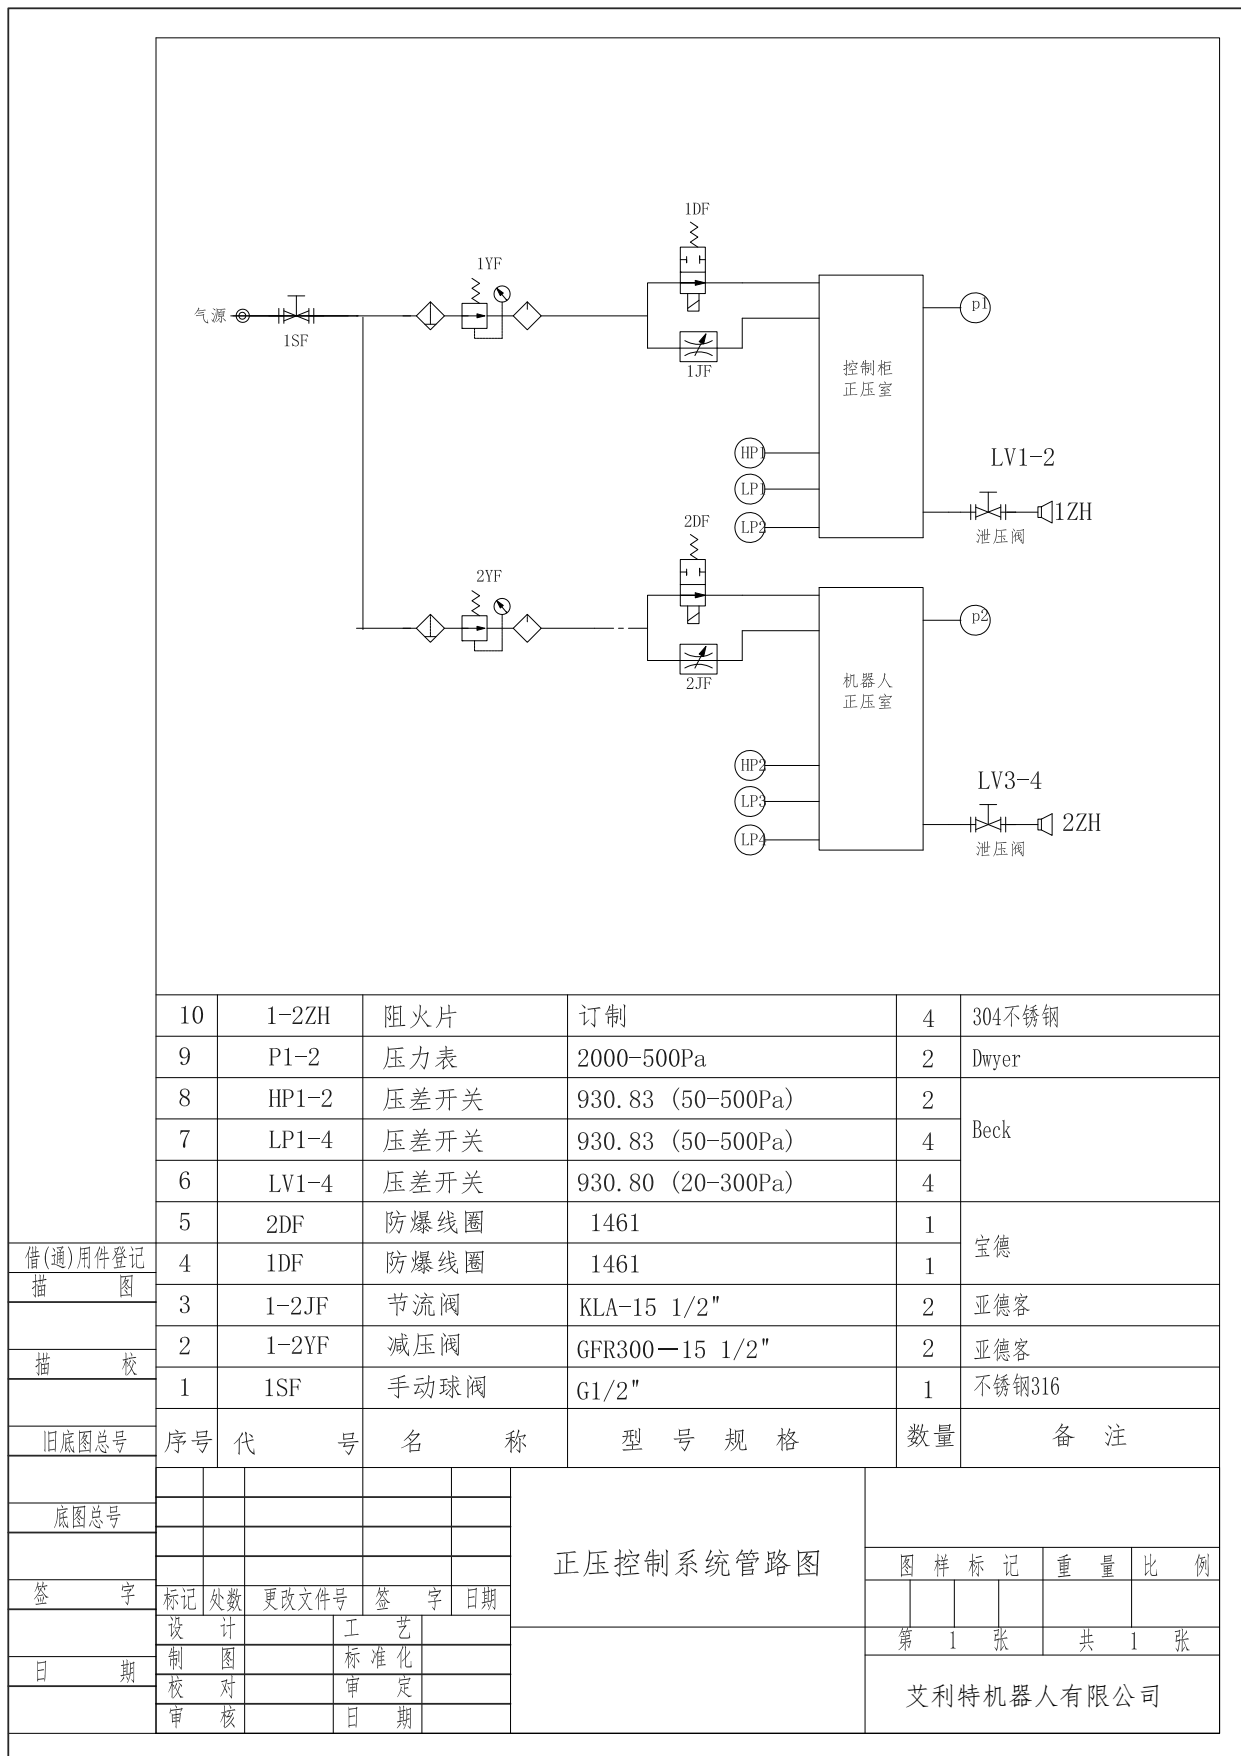 1DF
1YF
气源
1SF
p1
1JF
控制柜
正压室
HP1
LP1
LP2
LV1-2
1ZH
泄压阀
2DF
2YF
p2
2JF
机器人
正压室
HP2
LP3
LP4
LV3-4
2ZH
泄压阀
10 1-2ZH 阻火片 订制 4 304不锈钢
9 P1-2 压力表 2000-500Pa 2 Dwyer
8 HP1-2 压差开关 930.83 (50-500Pa) 2
7 LP1-4 压差开关 930.83 (50-500Pa) 4 Beck
6 LV1-4 压差开关 930.80 (20-300Pa) 4
5 2DF 防爆线圈 1461 1 宝德
4 1DF 防爆线圈 1461 1
3 1-2JF 节流阀 KLA-15 1/2" 2 亚德客
2 1-2YF 减压阀 GFR300-15 1/2" 2 亚德客
1 1SF 手动球阀 G1/2" 1 不锈钢316
序号 代 号 名 称 型 号 规 格 数量 备 注
借(通)用件登记
描 图
描 校
旧底图总号
底图总号
签 字
日 期
标记 处数 更改文件号 签 字 日期
设 计 工 艺
制 图 标准化
校 对 审 定
审 核 日 期
正压控制系统管路图
图 样 标 记 重 量 比 例
第 1 张 共 1 张
艾利特机器人有限公司